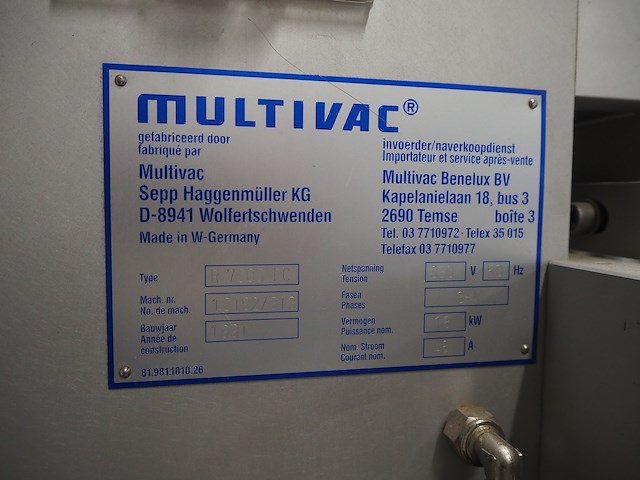 MULTIVAC®
gefabriceerd door
fabriqué par
Multivac
Sepp Haggenmüller KG
D-8941 Wolfertschwenden
Made in W-Germany
invoerder/naverkoopdienst
Importateur et service après-vente
Multivac Benelux BV
Kapelanielaan 18, bus 3
2690 Temse boîte 3
Tel. 03 7710972 · Telex 35 015
Telefax 03 7710977
Type
Mach. nr.
No. de mach.
Bouwjaar
Année de
construction
81.981.1010.26
Netspanning
Tension V Hz
Fasen
Phases
Vermogen
Puissance nom. kW
Nom. Stroom
Courant nom. A